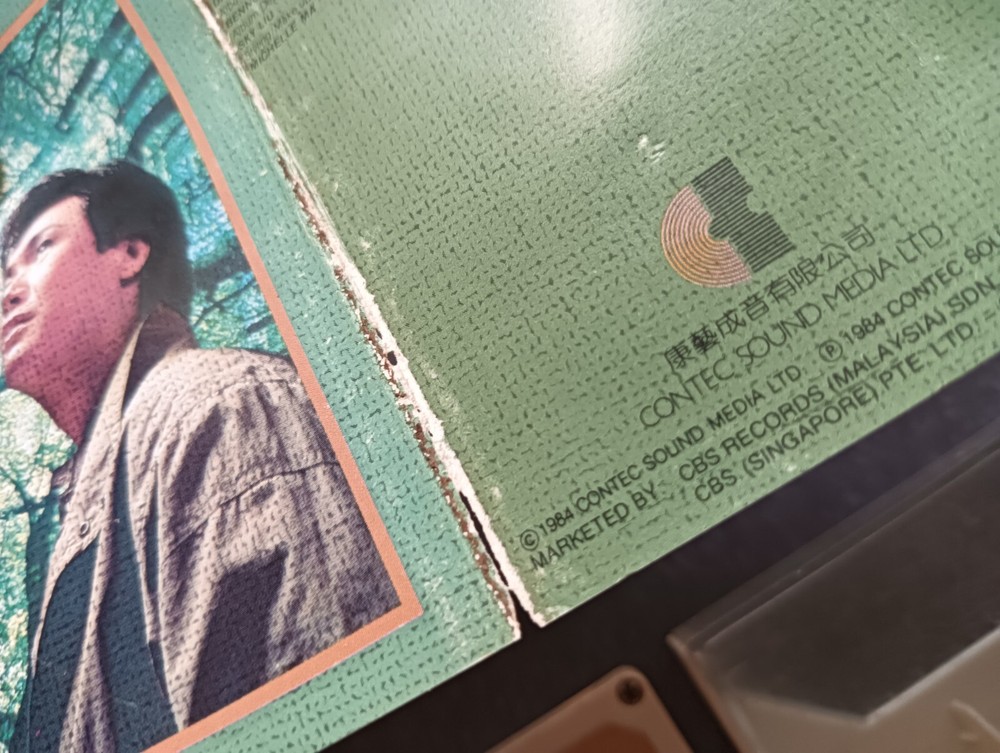 康藝成音有限公司
CONTEC SOUND MEDIA LTD.
©1984 CONTEC SOUND MEDIA LTD. ℗ 1984 CONTEC SOU
MARKETED BY: CBS RECORDS (MALAYSIA) SDN.
CBS (SINGAPORE) PTE. LTD.